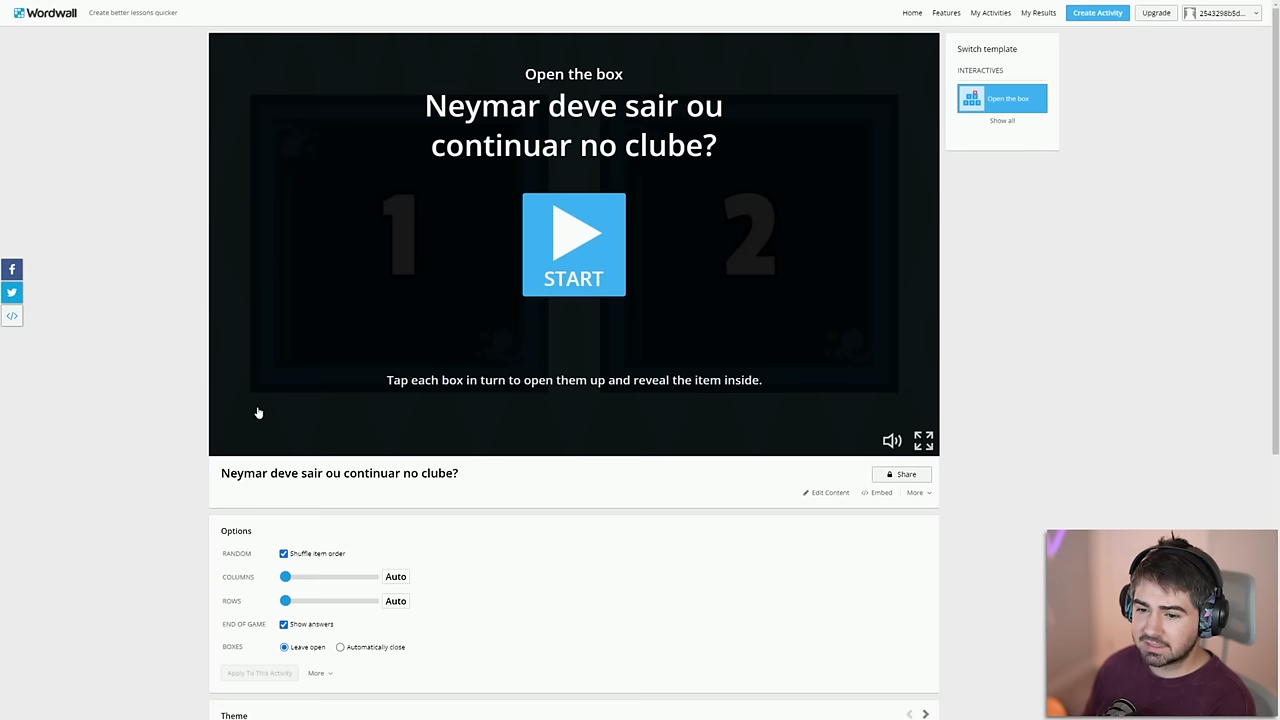 Wordwall
Create better lessons quicker
Home
Features
My Activities
My Results
Create Activity
Upgrade
2543298b5d...
Open the box
Neymar deve sair ou
continuar no clube?
1
2
START
Tap each box in turn to open them up and reveal the item inside.
Switch template
INTERACTIVES
Open the box
Show all
Neymar deve sair ou continuar no clube?
Share
Edit Content
Embed
More
Options
RANDOM
Shuffle item order
COLUMNS
Auto
ROWS
Auto
END OF GAME
Show answers
BOXES
Leave open
Automatically close
Apply To This Activity
More
Theme